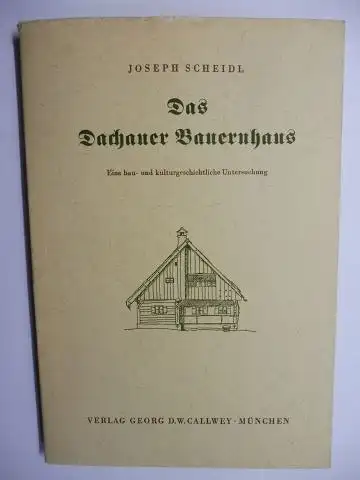 JOSEPH SCHEIDL
Das
Dachauer Bauernhaus
Eine bau- und kulturgeschichtliche Untersuchung
VERLAG GEORG D.W. CALLWEY · MÜNCHEN